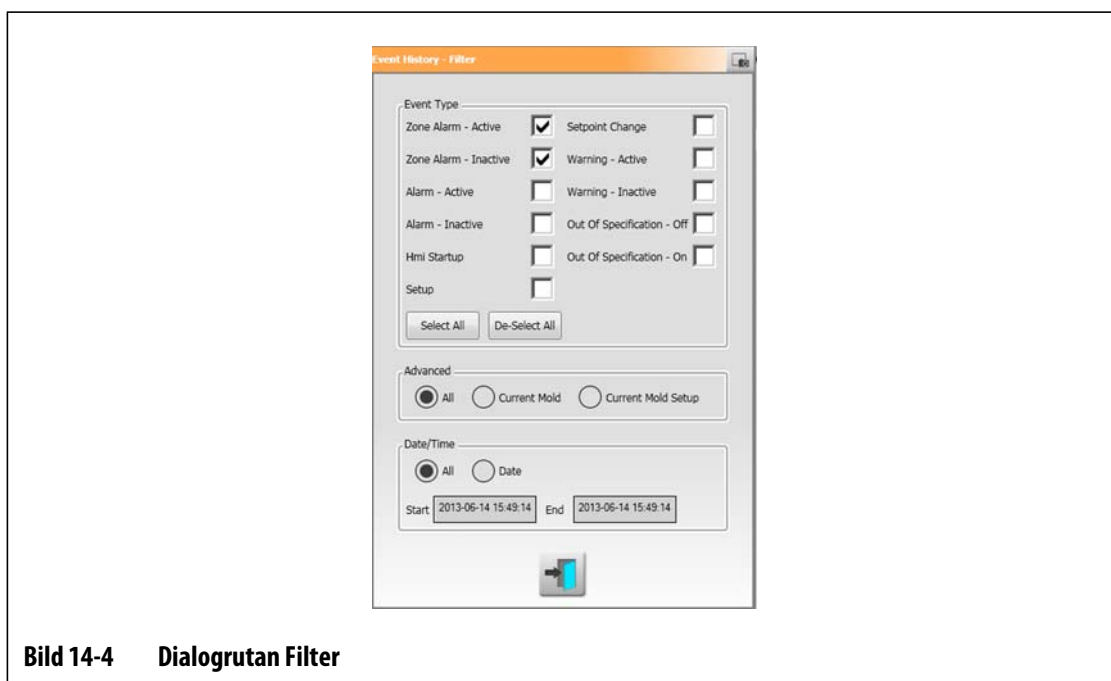 Event History - Filter
Event Type
Zone Alarm - Active
Setpoint Change
Zone Alarm - Inactive
Warning - Active
Alarm - Active
Warning - Inactive
Alarm - Inactive
Out Of Specification - Off
Hmi Startup
Out Of Specification - On
Setup
Select All
De-Select All
Advanced
All
Current Mold
Current Mold Setup
Date/Time
All
Date
Start 2013-06-14 15:49:14 End 2013-06-14 15:49:14
Bild 14-4 Dialogrutan Filter